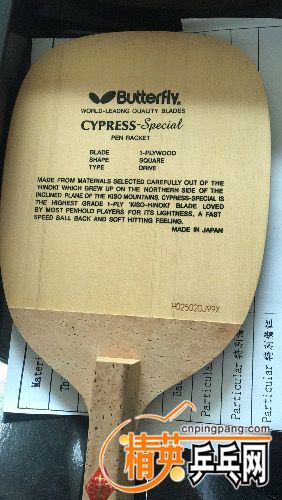 Butterfly
WORLD-LEADNG QUALITY BLADES
CYPRESS-Special
PEN RACKET
BLADE 1-PLYWOOD
SHAPE SQUARE
TYPE DRIVE
MADE FROM MATERIALS SELECTED CAREFULLY OUT OF THE
'HINOKI' WHICH GREW UP ON THE NORTHERN SIDE OF THE
INCLINED PLANE OF THE KISO MOUNTAINS, CYPRESS-SPECIAL IS
THE HIGHEST GRADE 1-PLY 'KISO-HINOKI' BLADE LOVED
BY MOST PENHOLD PLAYERS FOR ITS LIGHTNESS, A FAST
SPEED BALL BACK AND SOFT HITTING FEELING.
MADE IN JAPAN
H025020J99X
Particular
Particular
Particular
cnpingpang.com
精英乒乓网